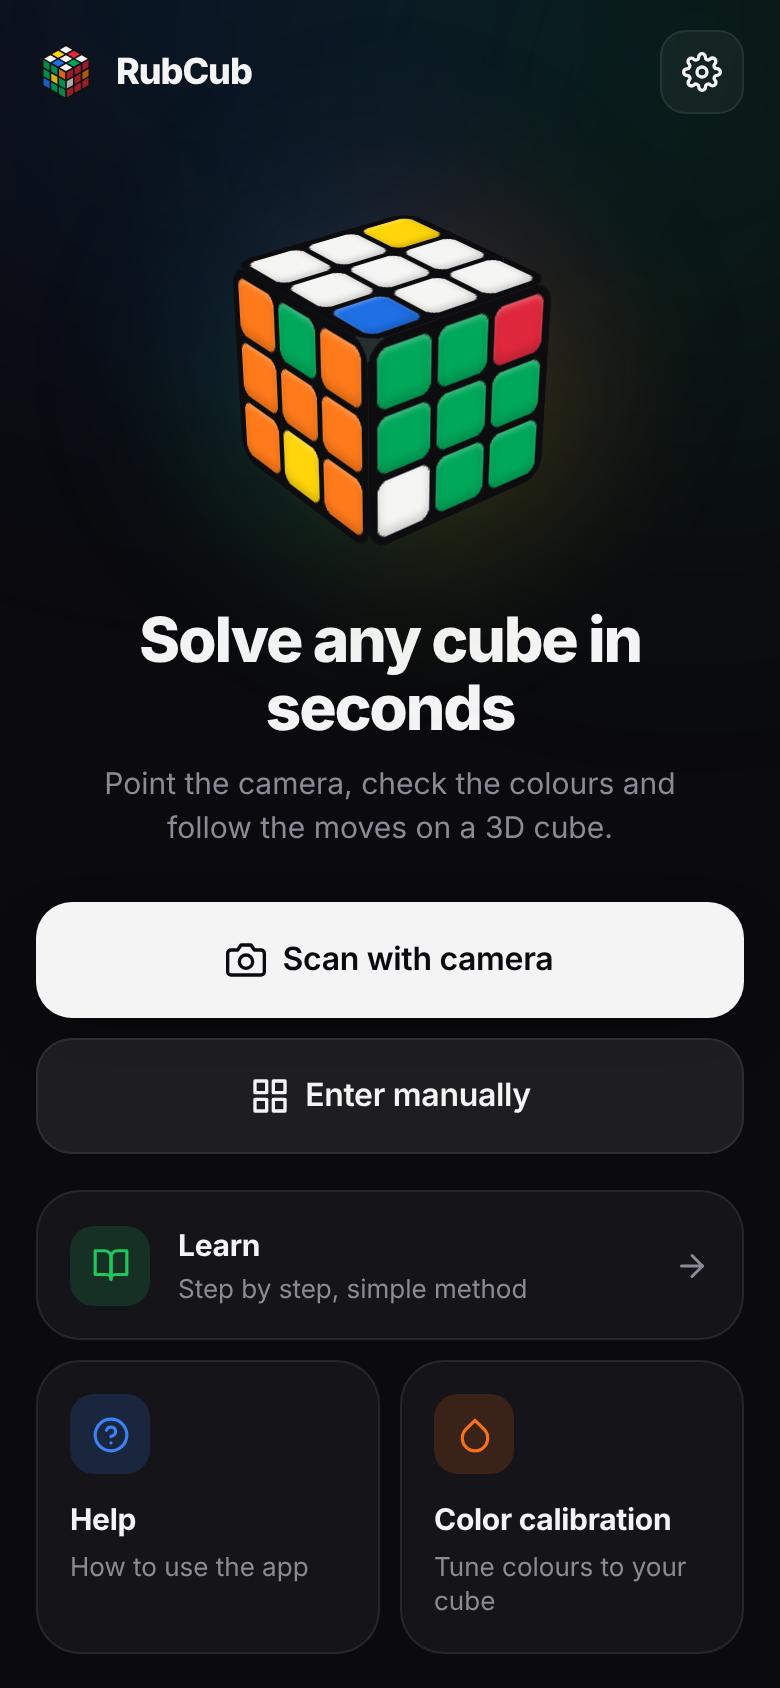 RubCub
Solve any cube in
seconds
Point the camera, check the colours and
follow the moves on a 3D cube.
Scan with camera
Enter manually
Learn
Step by step, simple method
Help
How to use the app
Color calibration
Tune colours to your
cube